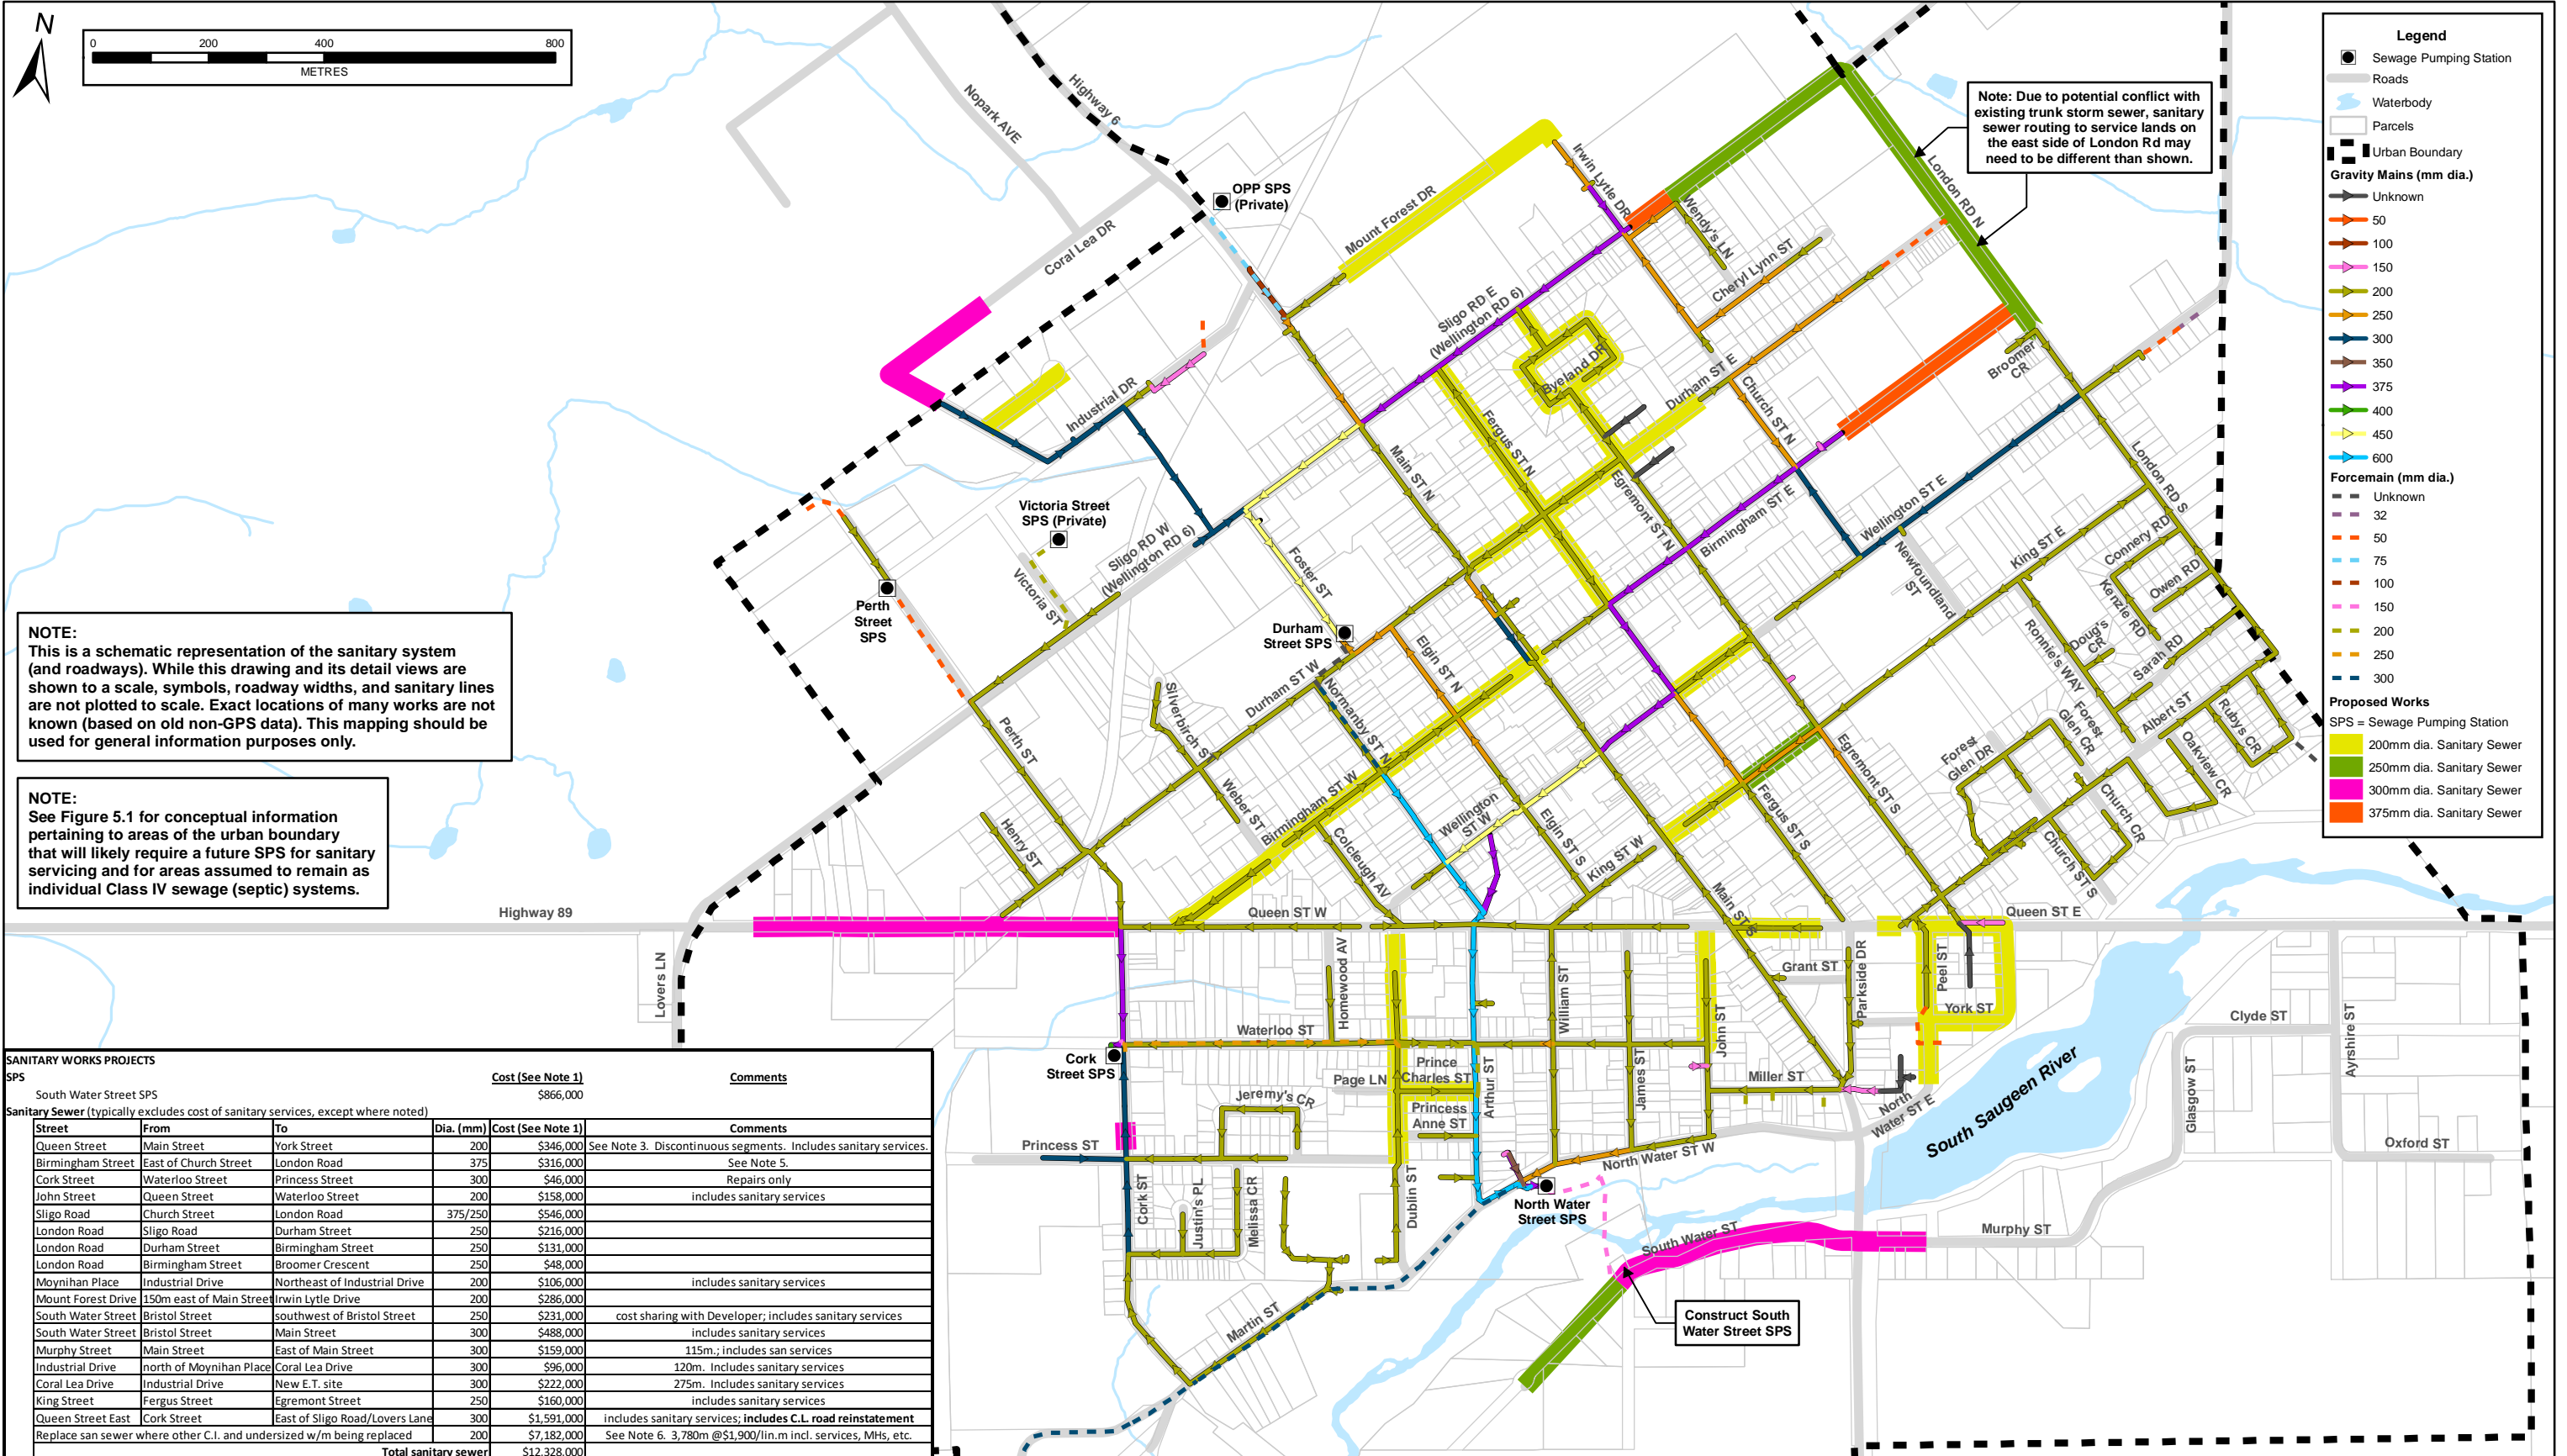 N
0 200 400 800
METRES
Nopark AVE
Highway 6
OPP SPS
(Private)
Coral Lea DR
Mount Forest DR
Irwin Lytle DR
Note: Due to potential conflict with
existing trunk storm sewer, sanitary
sewer routing to service lands on
the east side of London Rd may
need to be different than shown.
London RD N
Wendy's LN
Cheryl Lynn ST
Sligo RD E
(Wellington RD 6)
Byeland DR
Durham ST E
Church ST N
Broomer
CR
Industrial DR
Fergus ST N
Main ST N
Egremont ST N
Birmingham ST E
Wellington ST E
London RD S
Victoria Street
SPS (Private)
Sligo RD W
(Wellington RD 6)
Victoria ST
Foster ST
Newfoundland
ST
King ST E
Connery RD
Owen RD
Kenzie RD
Doug's
CR
Ronnie's WAY
Sarah RD
Perth
Street
SPS
Durham
Street SPS
Elgin ST N
Durham ST W
Normanby ST N
Silverbirch ST
Perth ST
Weber ST
Birmingham ST W
Forest
Glen CR
Albert ST
Rubys CR
Oakview CR
Forest
Glen DR
Egremont ST S
Church CR
Church ST S
Fergus ST S
Wellington
ST W
Elgin ST S
King ST W
Colcleugh AV
Henry ST
Main ST S
NOTE:
This is a schematic representation of the sanitary system
(and roadways). While this drawing and its detail views are
shown to a scale, symbols, roadway widths, and sanitary lines
are not plotted to scale. Exact locations of many works are not
known (based on old non-GPS data). This mapping should be
used for general information purposes only.
NOTE:
See Figure 5.1 for conceptual information
pertaining to areas of the urban boundary
that will likely require a future SPS for sanitary
servicing and for areas assumed to remain as
individual Class IV sewage (septic) systems.
Highway 89
Queen ST W
Queen ST E
Lovers LN
Homewood AV
William ST
Grant ST
Parkside DR
Peel ST
York ST
Clyde ST
Ayrshire ST
Glasgow ST
Oxford ST
Waterloo ST
Cork
Street SPS
Page LN
Prince
Charles ST
Arthur ST
James ST
John ST
Miller ST
North
Water ST E
South Saugeen River
Jeremy's CR
Princess
Anne ST
Princess ST
North Water ST W
Cork ST
Justin's PL
Melissa CR
Dublin ST
North Water
Street SPS
South Water ST
Murphy ST
Martin ST
Construct South
Water Street SPS
Legend
Sewage Pumping Station
Roads
Waterbody
Parcels
Urban Boundary
Gravity Mains (mm dia.)
Unknown
50
100
150
200
250
300
350
375
400
450
600
Forcemain (mm dia.)
Unknown
32
50
75
100
150
200
250
300
Proposed Works
SPS = Sewage Pumping Station
200mm dia. Sanitary Sewer
250mm dia. Sanitary Sewer
300mm dia. Sanitary Sewer
375mm dia. Sanitary Sewer
SANITARY WORKS PROJECTS
SPS Cost (See Note 1) Comments
South Water Street SPS $866,000
Sanitary Sewer (typically excludes cost of sanitary services, except where noted)
Street From To Dia. (mm) Cost (See Note 1) Comments
Queen Street Main Street York Street 200 $346,000 See Note 3. Discontinuous segments. Includes sanitary services.
Birmingham Street East of Church Street London Road 375 $316,000 See Note 5.
Cork Street Waterloo Street Princess Street 300 $46,000 Repairs only
John Street Queen Street Waterloo Street 200 $158,000 includes sanitary services
Sligo Road Church Street London Road 375/250 $546,000
London Road Sligo Road Durham Street 250 $216,000
London Road Durham Street Birmingham Street 250 $131,000
London Road Birmingham Street Broomer Crescent 250 $48,000
Moynihan Place Industrial Drive Northeast of Industrial Drive 200 $106,000 includes sanitary services
Mount Forest Drive 150m east of Main Street Irwin Lytle Drive 200 $286,000
South Water Street Bristol Street southwest of Bristol Street 250 $231,000 cost sharing with Developer; includes sanitary services
South Water Street Bristol Street Main Street 300 $488,000 includes sanitary services
Murphy Street Main Street East of Main Street 300 $159,000 115m.; includes san services
Industrial Drive north of Moynihan Place Coral Lea Drive 300 $96,000 120m. Includes sanitary services
Coral Lea Drive Industrial Drive New E.T. site 300 $222,000 275m. Includes sanitary services
King Street Fergus Street Egremont Street 250 $160,000 includes sanitary services
Queen Street East Cork Street East of Sligo Road/Lovers Lane 300 $1,591,000 includes sanitary services; includes C.L. road reinstatement
Replace san sewer where other C.I. and undersized w/m being replaced 200 $7,182,000 See Note 6. 3,780m @$1,900/lin.m incl. services, MHs, etc.
Total sanitary sewer $12,328,000